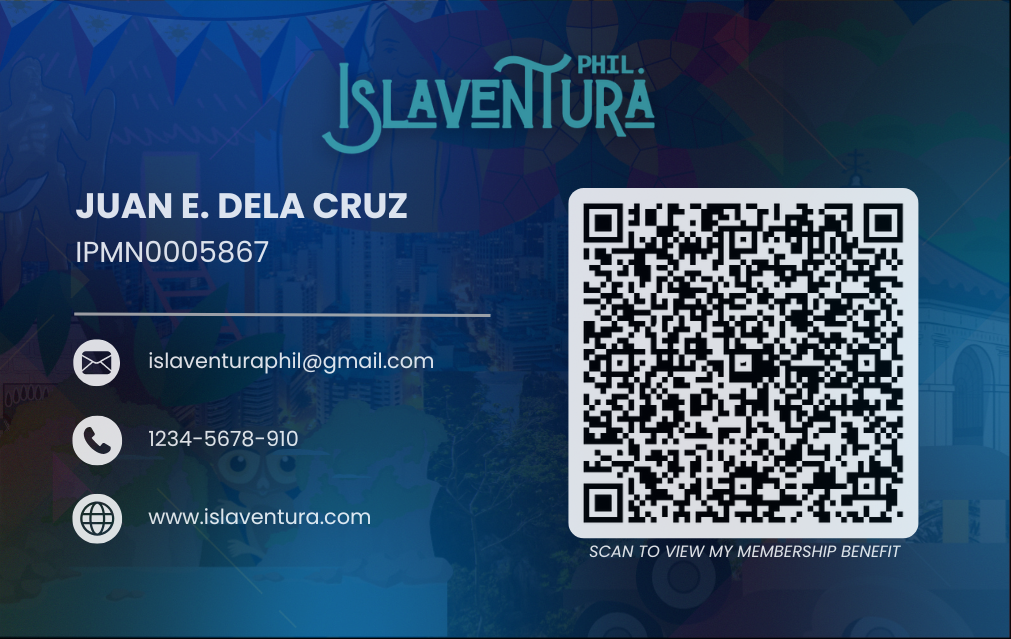 ISLAVENTURA PHIL.
JUAN E. DELA CRUZ
IPMN0005867
islaventuraphil@gmail.com
1234-5678-910
www.islaventura.com
SCAN TO VIEW MY MEMBERSHIP BENEFIT